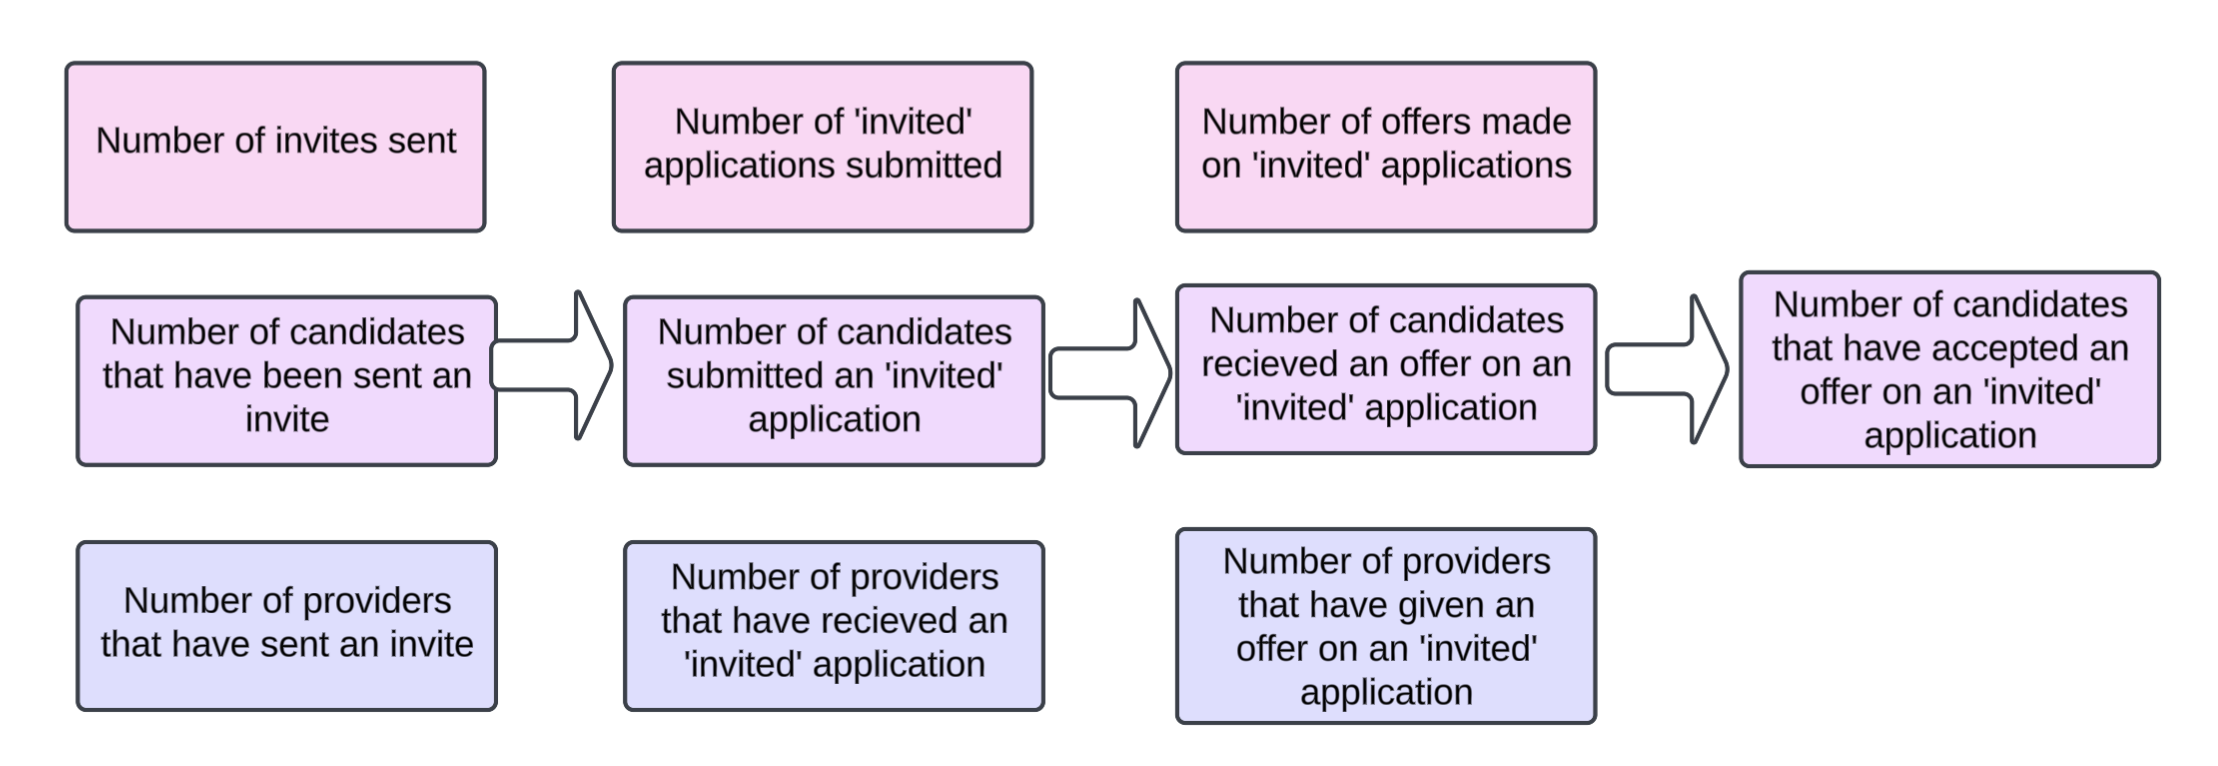 Number of invites sent
Number of 'invited'
applications submitted
Number of offers made
on 'invited' applications
Number of candidates
that have been sent an
invite
Number of candidates
submitted an 'invited'
application
Number of candidates
recieved an offer on an
'invited' application
Number of candidates
that have accepted an
offer on an 'invited'
application
Number of providers
that have sent an invite
Number of providers
that have recieved an
'invited' application
Number of providers
that have given an
offer on an 'invited'
application